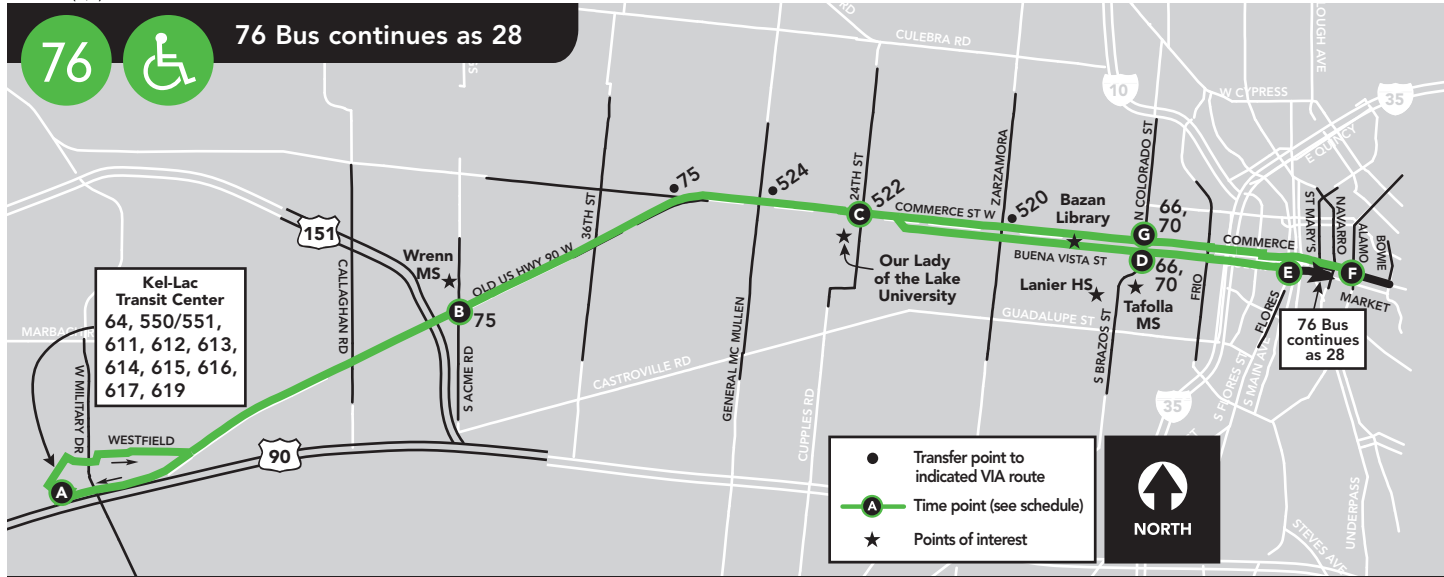 76
76 Bus continues as 28
CULEBRA RD
RD
SS
LOUGH AVE
10
W CYPRESS
35
E QUINCY
151
CALLAGHAN RD
Wrenn
MS
B
75
S ACME RD
OLD US HWY 90 W
36TH ST
75
524
GENERAL MC MULLEN
24TH ST
C
522
COMMERCE ST W
ZARZAMORA
520
Bazan
Library
N COLORADO ST
66,
70
G
COMMERCE
ST MARY'S
NAVARRO
ALAMO
BOWIE
BUENA VISTA ST
D
66,
70
E
F
MARKET
FRIO
FLORES
Our Lady
of the Lake
University
Lanier HS
Tafolla
MS
GUADALUPE ST
S BRAZOS ST
S FLORES ST
S MAIN AVE
76 Bus
continues
as 28
Kel-Lac
Transit Center
64, 550/551,
611, 612, 613,
614, 615, 616,
617, 619
W MILITARY DR
WESTFIELD
A
90
CASTROVILLE RD
CUPPLES RD
35
UNDERPASS
STEVES AVE
Transfer point to
indicated VIA route
A
Time point (see schedule)
Points of interest
NORTH